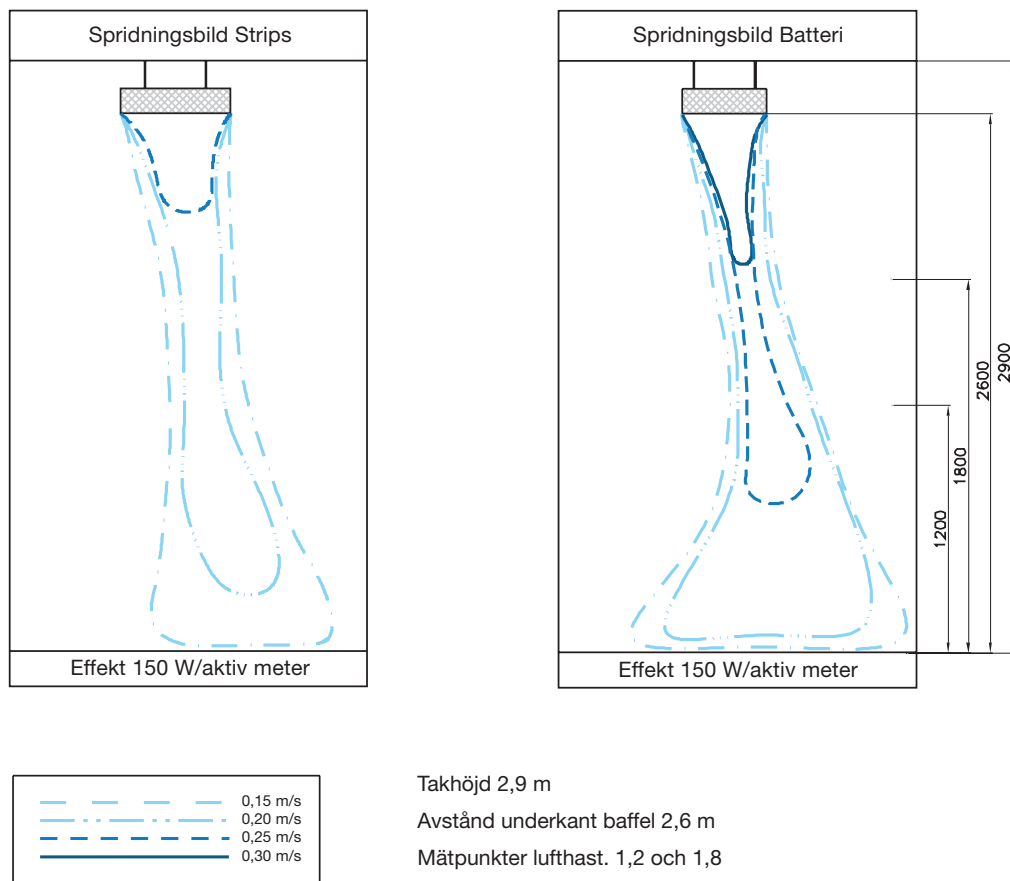 Spridningsbild Strips
Effekt 150 W/aktiv meter
Spridningsbild Batteri
Effekt 150 W/aktiv meter
1200
1800
2600
2900
0,15 m/s
0,20 m/s
0,25 m/s
0,30 m/s
Takhöjd 2,9 m
Avstånd underkant baffel 2,6 m
Mätpunkter lufthast. 1,2 och 1,8